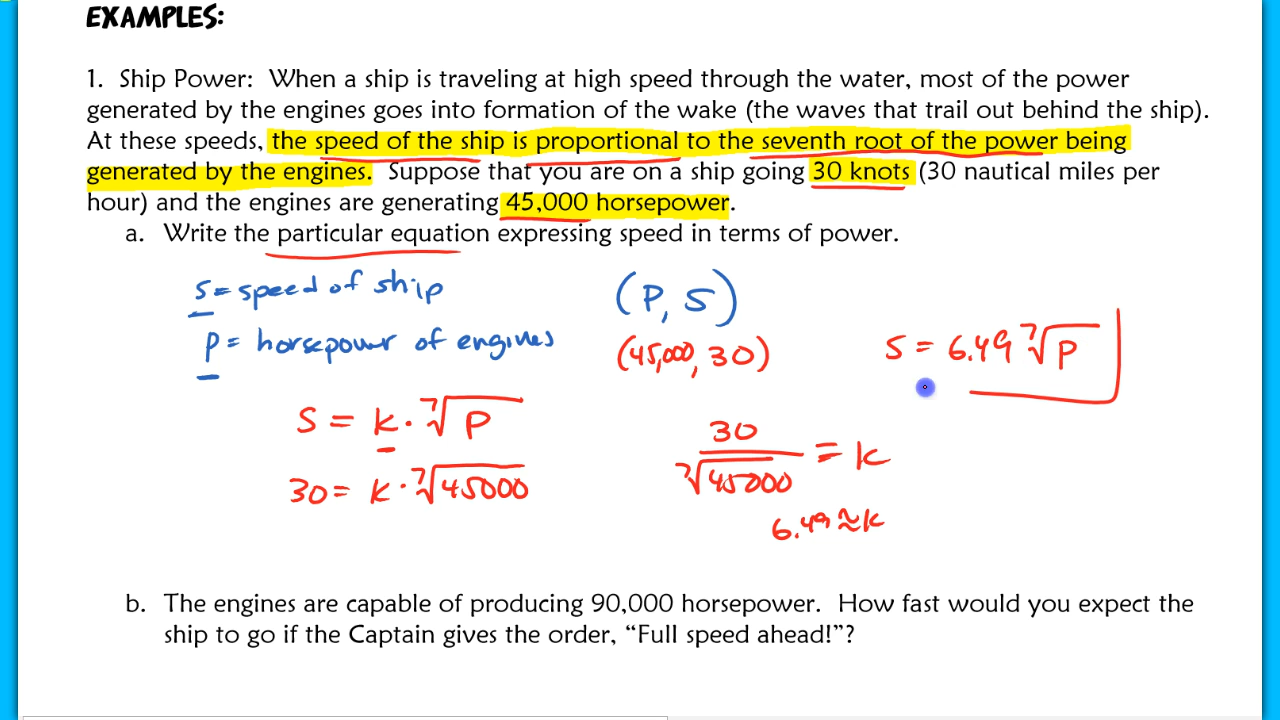 EXAMPLES:
1. Ship Power: When a ship is traveling at high speed through the water, most of the power
generated by the engines goes into formation of the wake (the waves that trail out behind the ship).
At these speeds, the speed of the ship is proportional to the seventh root of the power being
generated by the engines. Suppose that you are on a ship going 30 knots (30 nautical miles per
hour) and the engines are generating 45,000 horsepower.
a. Write the particular equation expressing speed in terms of power.
S = speed of ship
P = horsepower of engines
(P, S)
(45,000, 30)
S = k · ⁷√P
30 = k · ⁷√45000
30 / ⁷√45000 = k
6.49 ≈ k
S = 6.49 ⁷√P
b. The engines are capable of producing 90,000 horsepower. How fast would you expect the
ship to go if the Captain gives the order, “Full speed ahead!”?